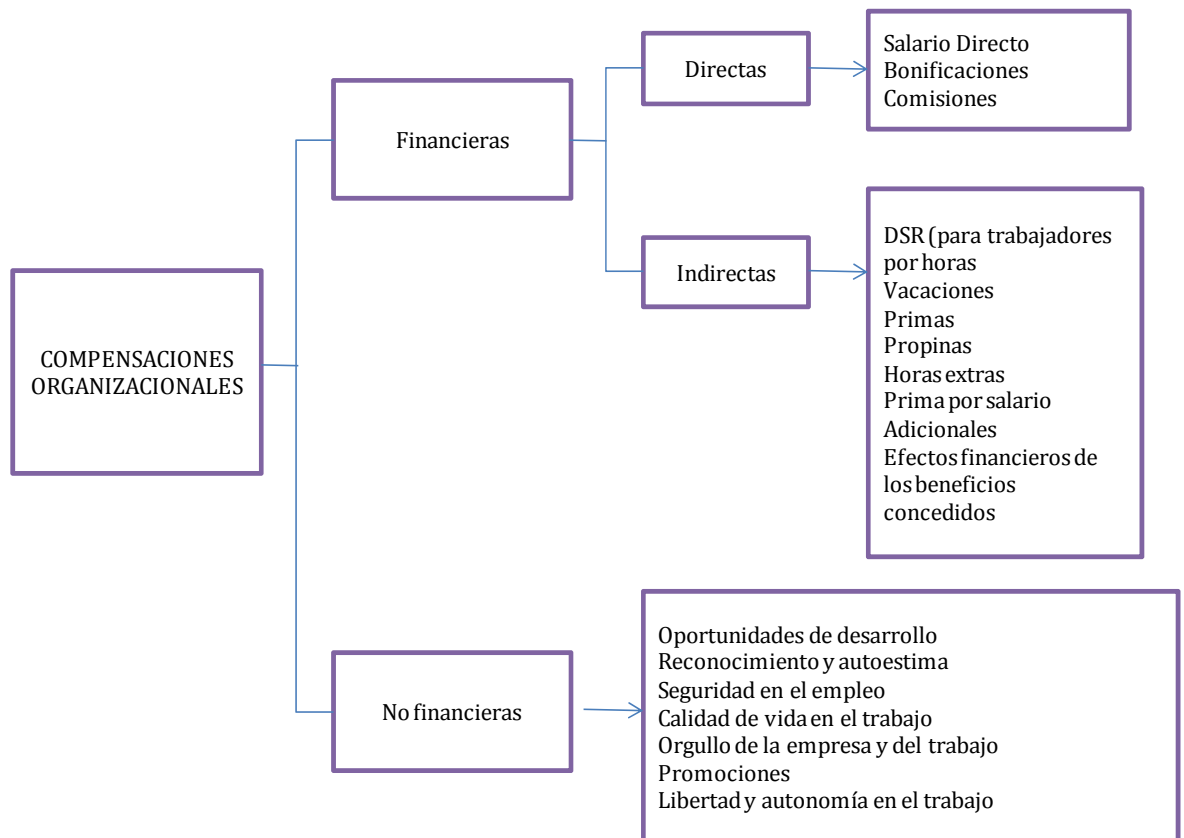 COMPENSACIONES
ORGANIZACIONALES
Financieras
Directas
Salario Directo
Bonificaciones
Comisiones
Indirectas
DSR (para trabajadores
por horas
Vacaciones
Primas
Propinas
Horas extras
Prima por salario
Adicionales
Efectos financieros de
los beneficios
concedidos
No financieras
Oportunidades de desarrollo
Reconocimiento y autoestima
Seguridad en el empleo
Calidad de vida en el trabajo
Orgullo de la empresa y del trabajo
Promociones
Libertad y autonomía en el trabajo